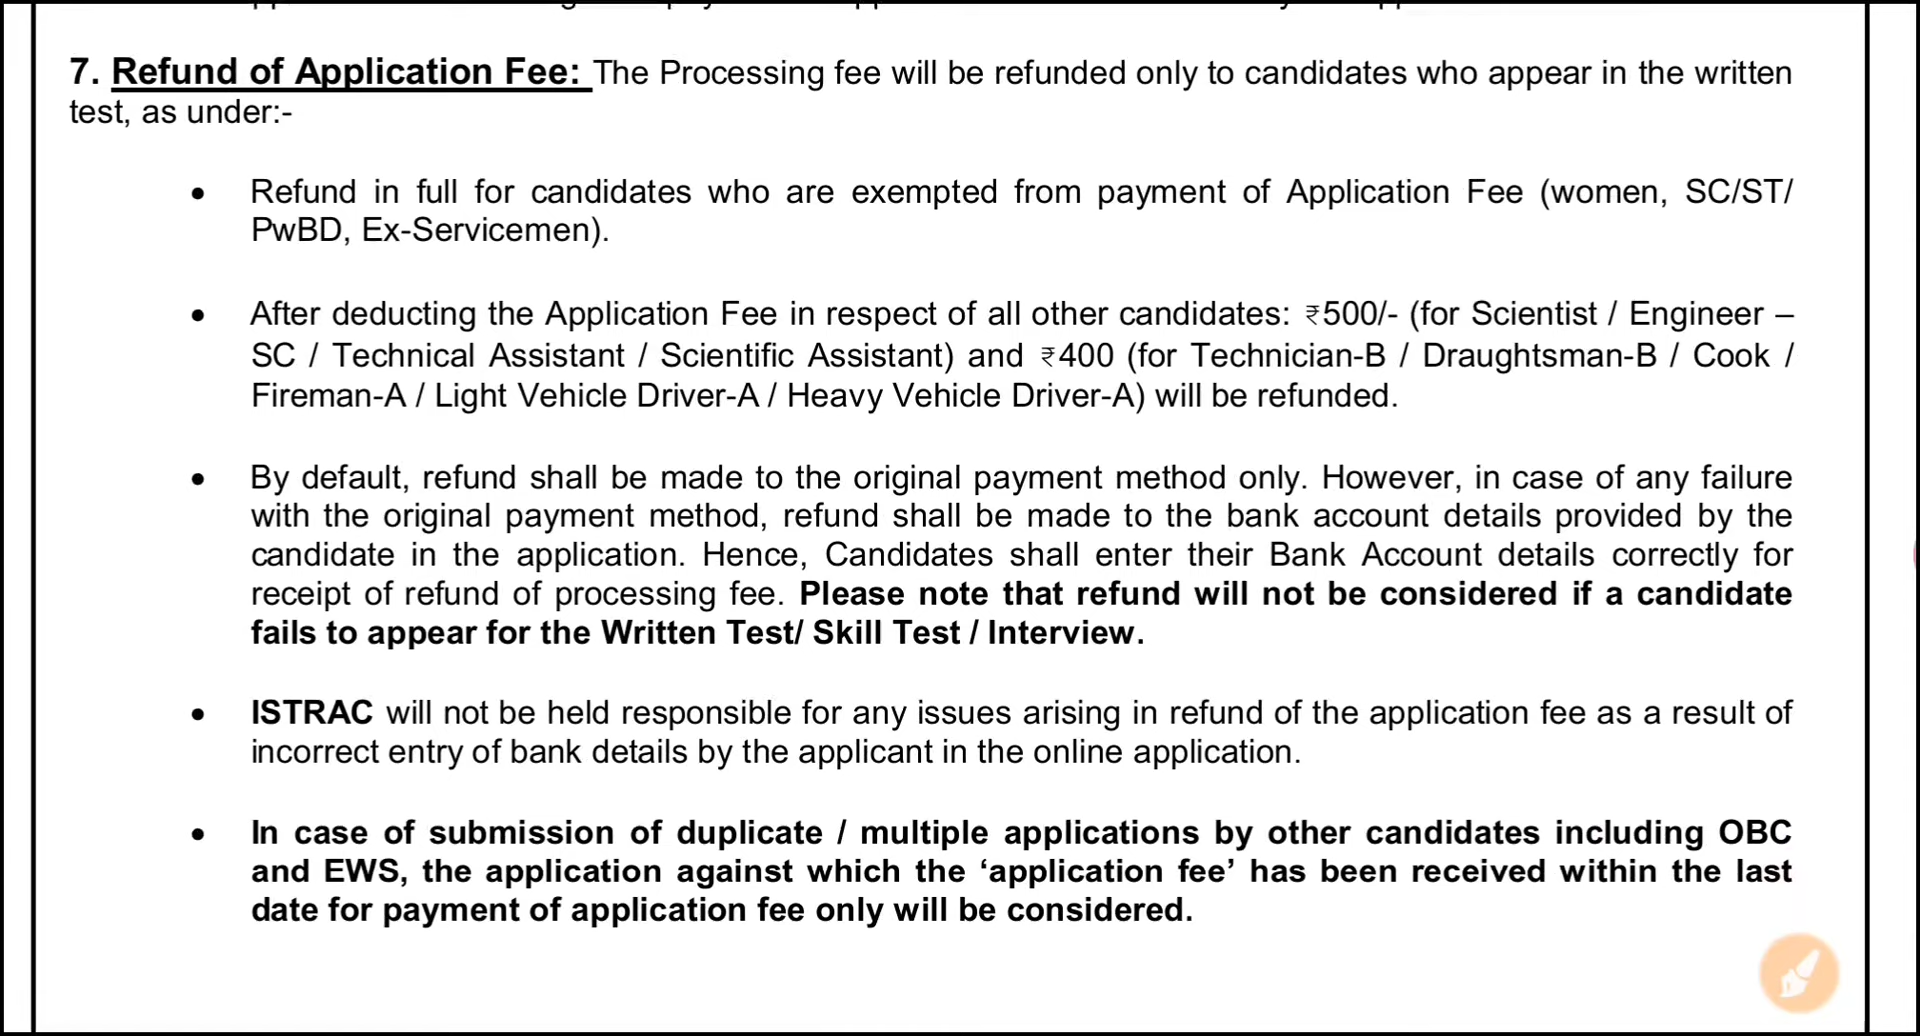 7. Refund of Application Fee: The Processing fee will be refunded only to candidates who appear in the written
test, as under:-
• Refund in full for candidates who are exempted from payment of Application Fee (women, SC/ST/
PwBD, Ex-Servicemen).
• After deducting the Application Fee in respect of all other candidates: ₹500/- (for Scientist / Engineer –
SC / Technical Assistant / Scientific Assistant) and ₹400 (for Technician-B / Draughtsman-B / Cook /
Fireman-A / Light Vehicle Driver-A / Heavy Vehicle Driver-A) will be refunded.
• By default, refund shall be made to the original payment method only. However, in case of any failure
with the original payment method, refund shall be made to the bank account details provided by the
candidate in the application. Hence, Candidates shall enter their Bank Account details correctly for
receipt of refund of processing fee. Please note that refund will not be considered if a candidate
fails to appear for the Written Test/ Skill Test / Interview.
• ISTRAC will not be held responsible for any issues arising in refund of the application fee as a result of
incorrect entry of bank details by the applicant in the online application.
• In case of submission of duplicate / multiple applications by other candidates including OBC
and EWS, the application against which the ‘application fee’ has been received within the last
date for payment of application fee only will be considered.